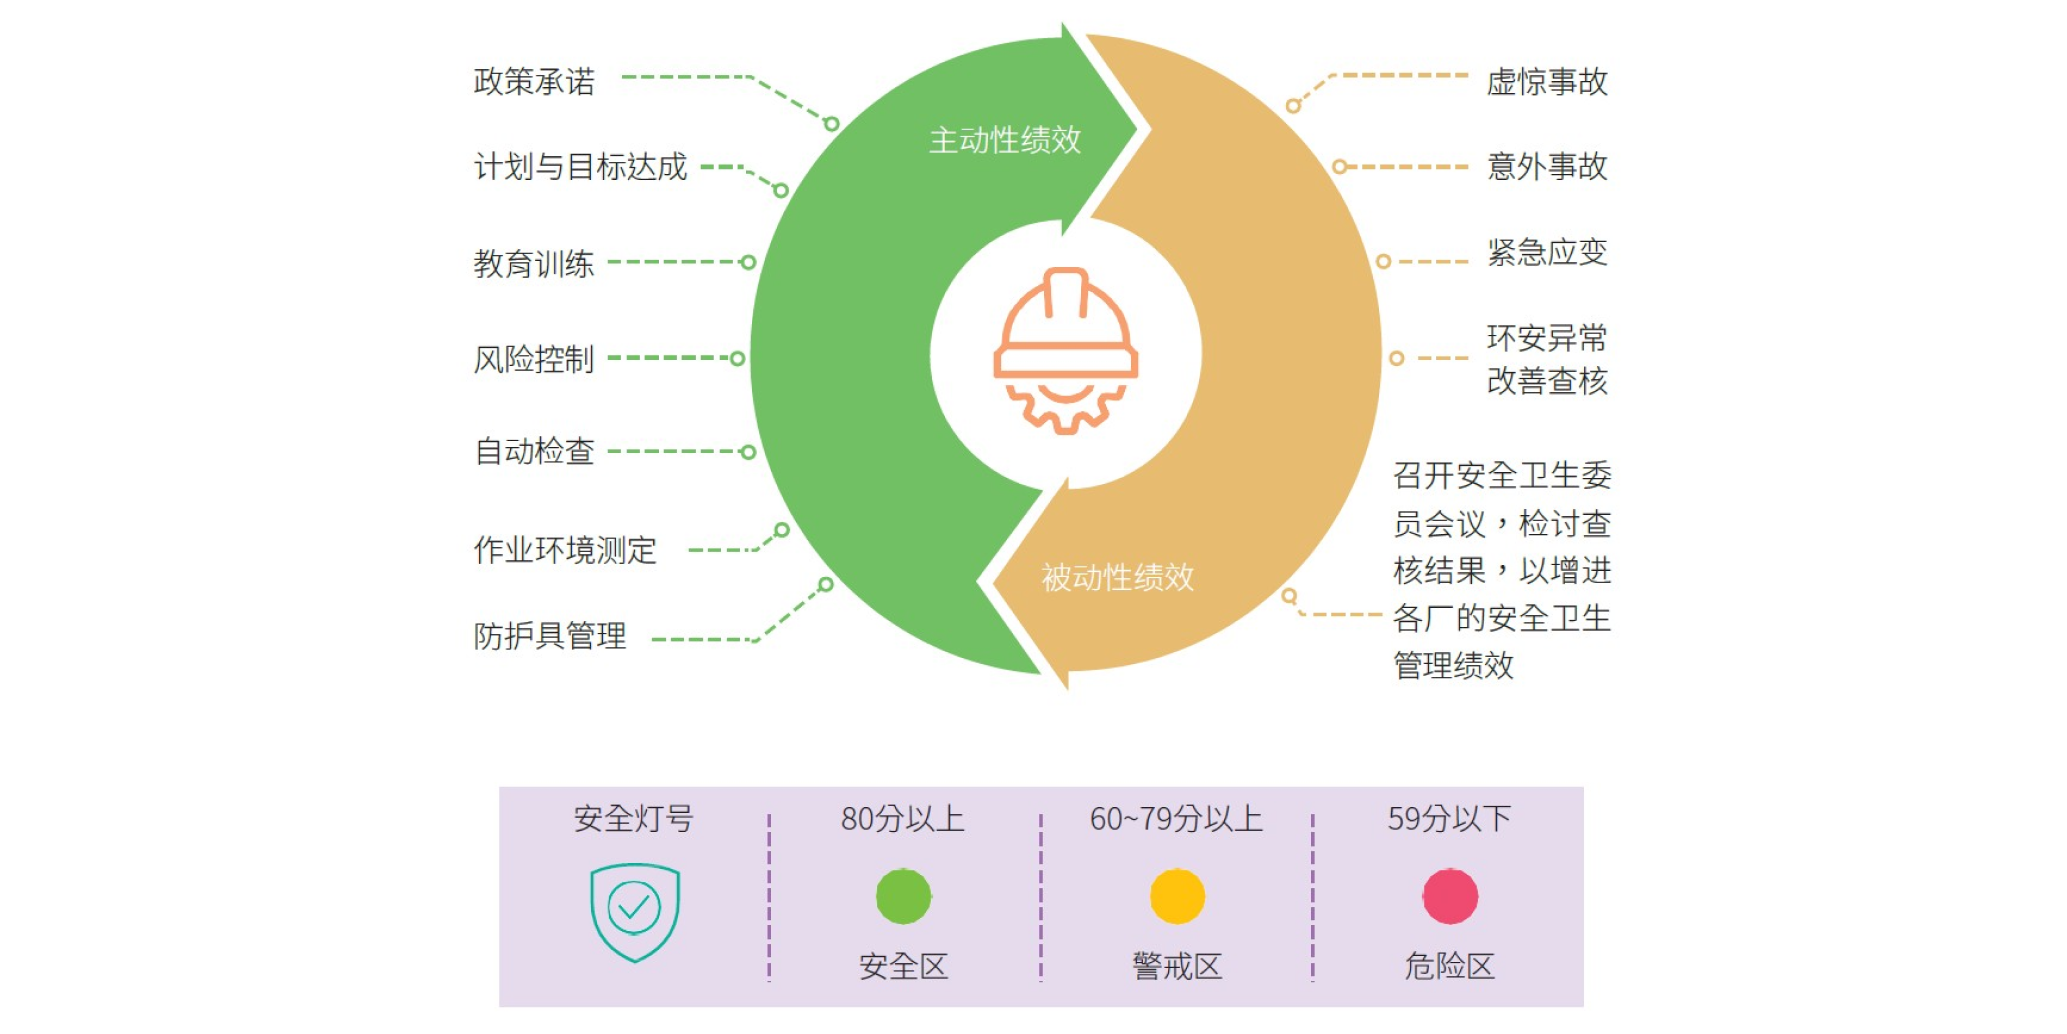 政策承诺
计划与目标达成
教育训练
风险控制
自动检查
作业环境测定
防护具管理
主动性绩效
被动性绩效
虚惊事故
意外事故
紧急应变
环安异常
改善查核
召开安全卫生委
员会议，检讨查
核结果，以增进
各厂的安全卫生
管理绩效
安全灯号
80分以上
安全区
60~79分以上
警戒区
59分以下
危险区